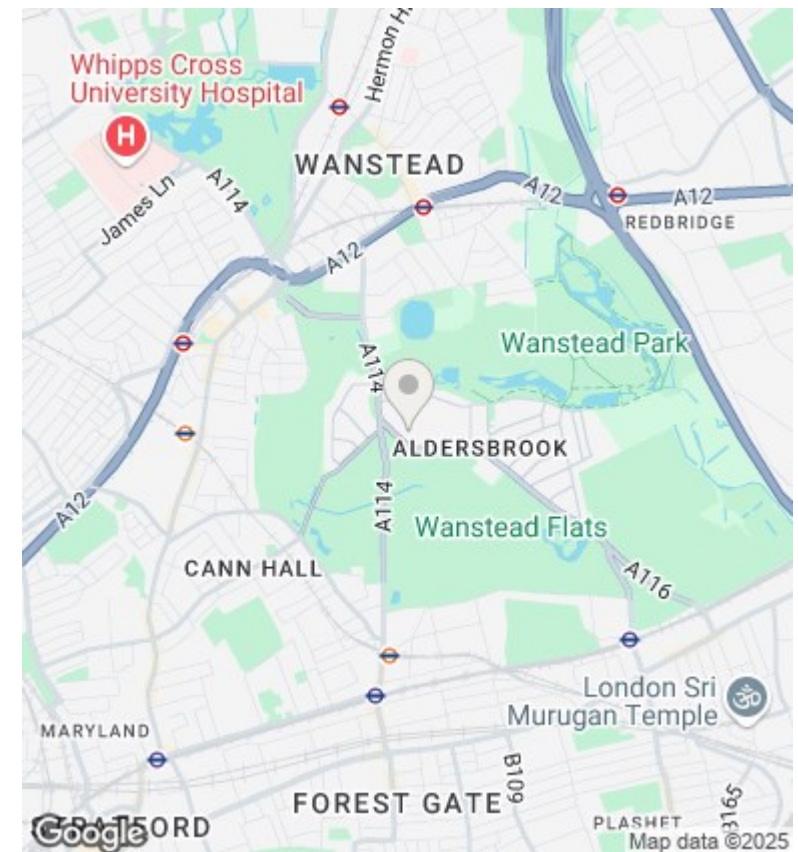 Hermon H
Whipps Cross
University Hospital
H
WANSTEAD
A114
James Ln
A12
A12
REDBRIDGE
A12
Wanstead Park
A114
ALDERSBROOK
A12
A114
Wanstead Flats
CANN HALL
A116
London Sri
Murugan Temple
ॐ
MARYLAND
B109
FOREST GATE
B165
PLASHET
Google
Map data ©2025